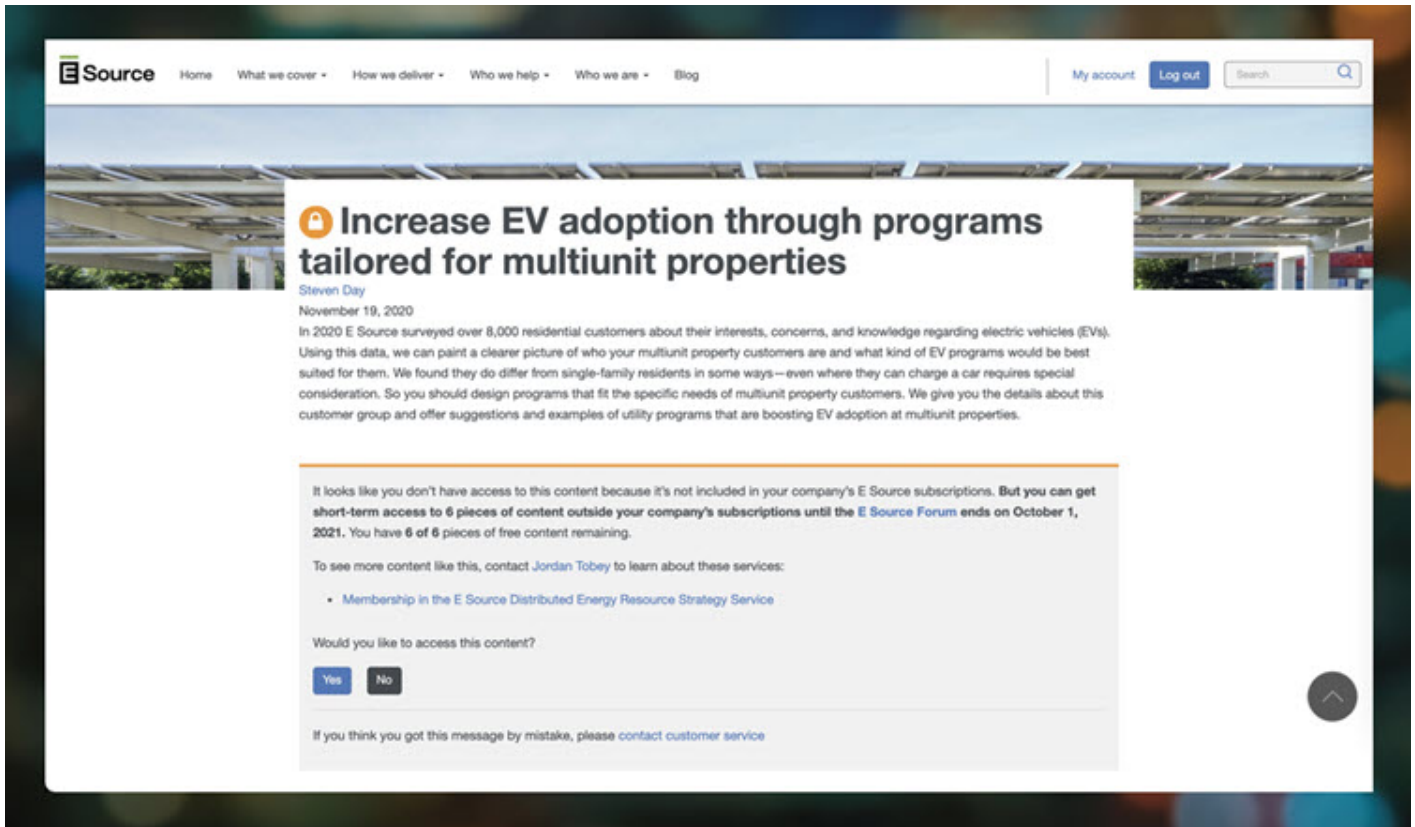 E Source Home What we cover How we deliver Who we help Who we are Blog My account Log out Search
Increase EV adoption through programs
tailored for multiunit properties
Steven Day
November 19, 2020
In 2020 E Source surveyed over 8,000 residential customers about their interests, concerns, and knowledge regarding electric vehicles (EVs).
Using this data, we can paint a clearer picture of who your multiunit property customers are and what kind of EV programs would be best
suited for them. We found they do differ from single-family residents in some ways—even where they can charge a car requires special
consideration. So you should design programs that fit the specific needs of multiunit property customers. We give you the details about this
customer group and offer suggestions and examples of utility programs that are boosting EV adoption at multiunit properties.
It looks like you don't have access to this content because it's not included in your company's E Source subscriptions. But you can get
short-term access to 6 pieces of content outside your company's subscriptions until the E Source Forum ends on October 1,
2021. You have 6 of 6 pieces of free content remaining.
To see more content like this, contact Jordan Tobey to learn about these services:
• Membership in the E Source Distributed Energy Resource Strategy Service
Would you like to access this content?
Yes No
If you think you got this message by mistake, please contact customer service